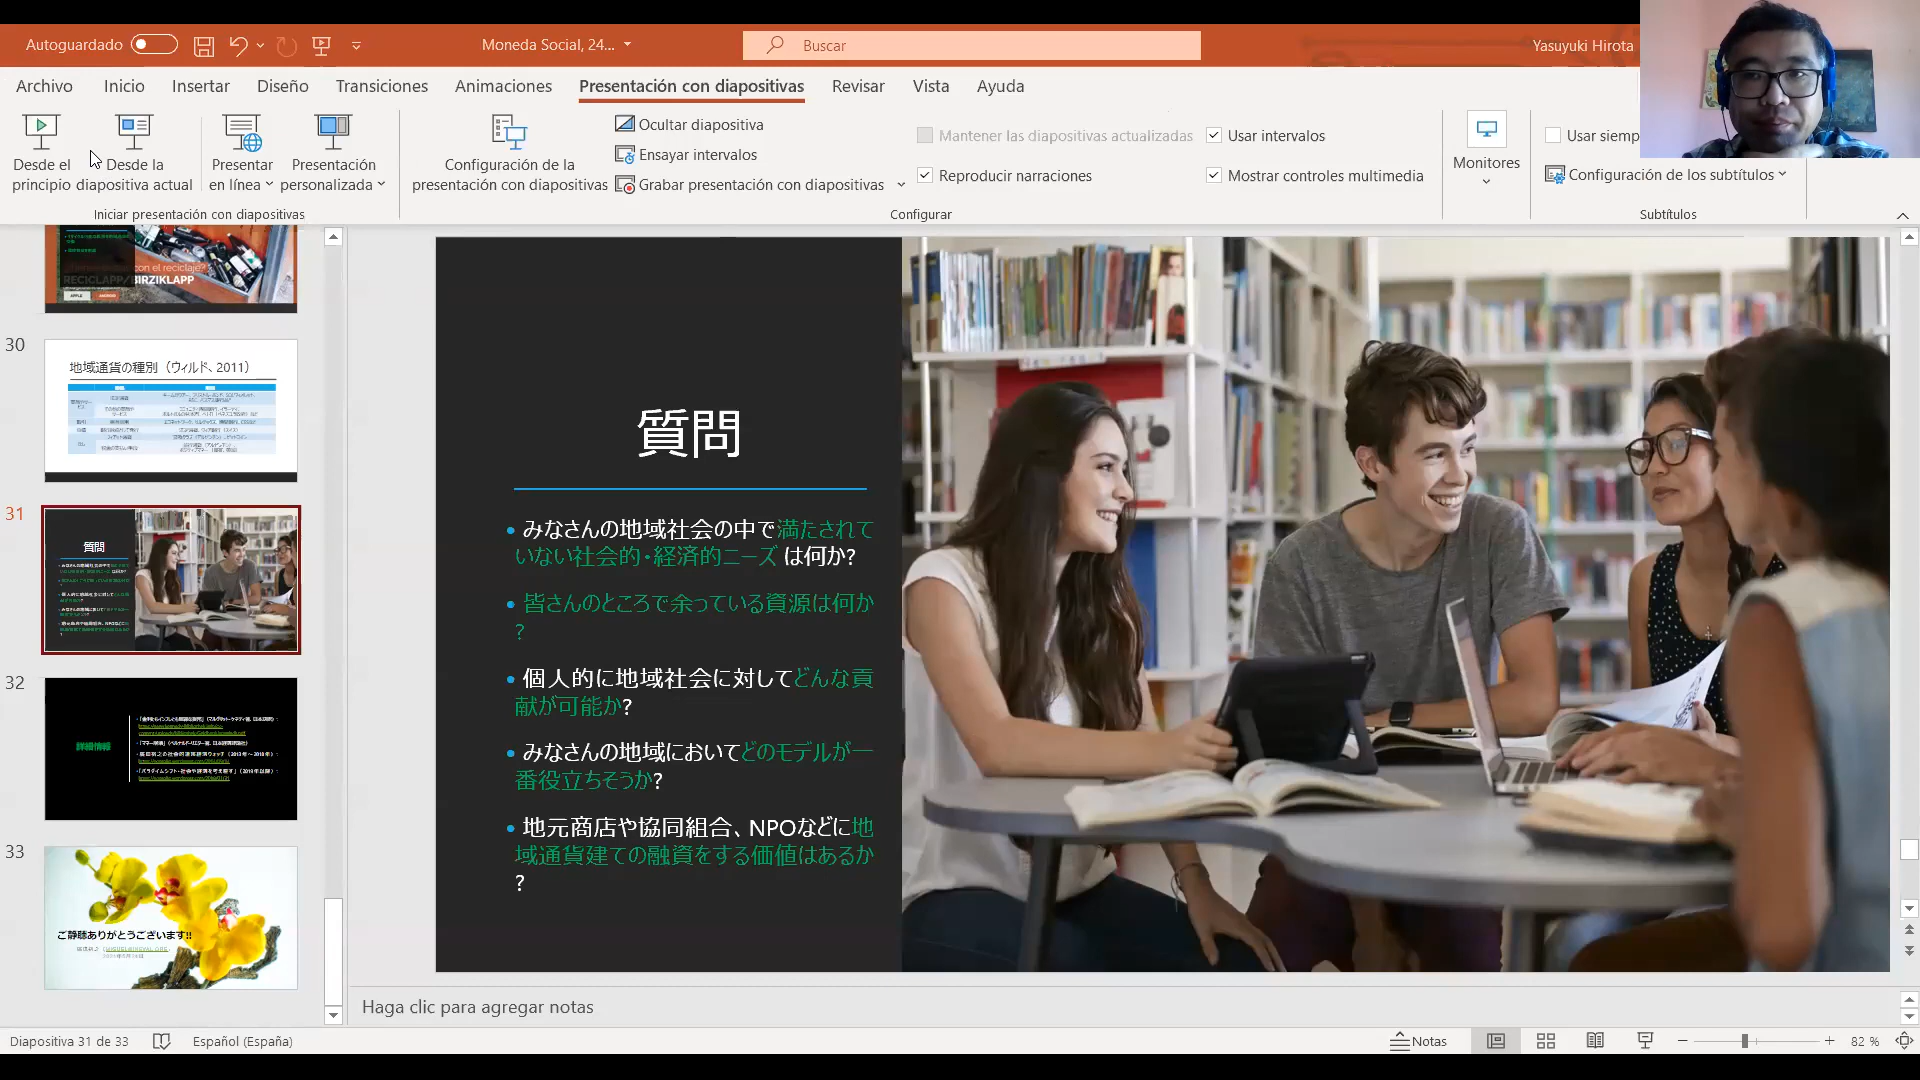 Autoguardado
Moneda Social, 24...
Buscar
Yasuyuki Hirota
Archivo
Inicio
Insertar
Diseño
Transiciones
Animaciones
Presentación con diapositivas
Revisar
Vista
Ayuda
Desde el
principio
Desde la
diapositiva actual
Presentar
en línea
Presentación
personalizada
Iniciar presentación con diapositivas
Configuración de la
presentación con diapositivas
Ocultar diapositiva
Ensayar intervalos
Grabar presentación con diapositivas
Mantener las diapositivas actualizadas
Reproducir narraciones
Usar intervalos
Mostrar controles multimedia
Configurar
Monitores
Usar siemp
Configuración de los subtítulos
Subtítulos
con el reciclaje?
RECICLAPP/BIRZIKLAPP
30
地域通貨の種別（ウィルド、2011）
31
質問
32
詳細情報
33
ご静聴ありがとうございます!!
質問
• みなさんの地域社会の中で満たされて
いない社会的・経済的ニーズ は何か?
• 皆さんのところで余っている資源は何か
?
• 個人的に地域社会に対してどんな貢
献が可能か?
• みなさんの地域においてどのモデルが一
番役立ちそうか?
• 地元商店や協同組合、NPOなどに地
域通貨建ての融資をする価値はあるか
?
Haga clic para agregar notas
Diapositiva 31 de 33
Español (España)
Notas
82 %